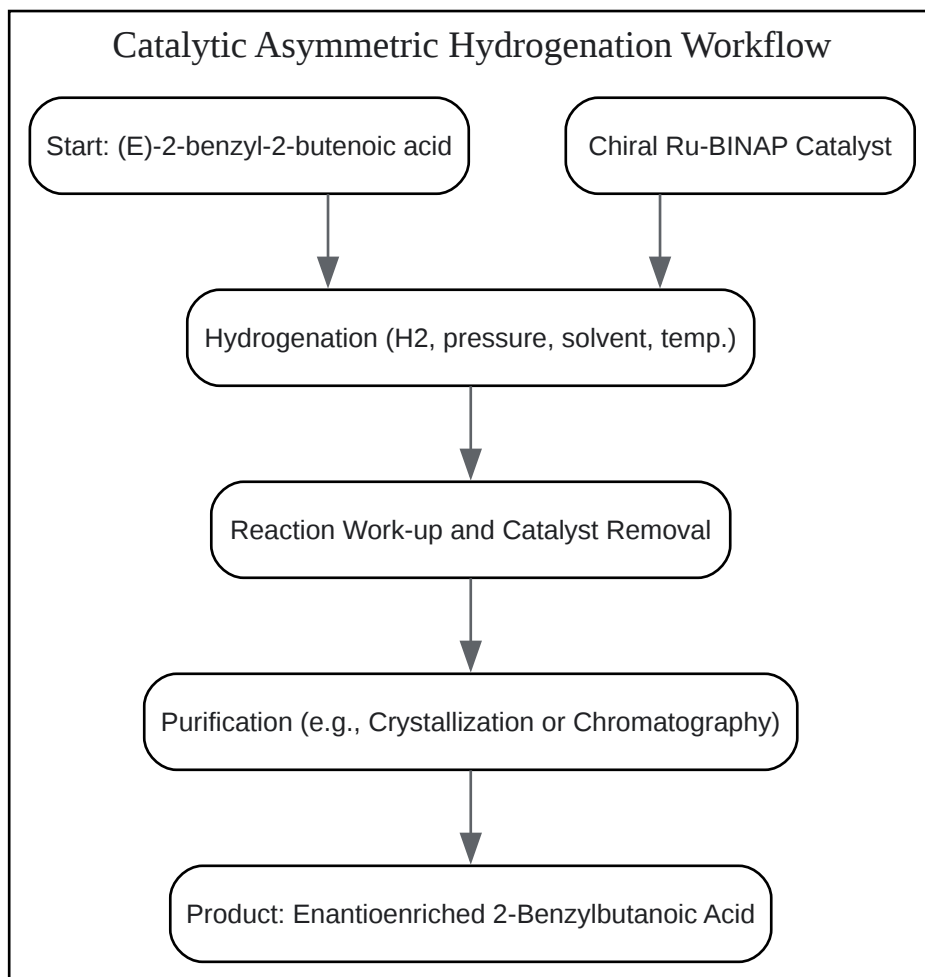 Catalytic Asymmetric Hydrogenation Workflow
Start: (E)-2-benzyl-2-butenoic acid
Chiral Ru-BINAP Catalyst
Hydrogenation (H2, pressure, solvent, temp.)
Reaction Work-up and Catalyst Removal
Purification (e.g., Crystallization or Chromatography)
Product: Enantioenriched 2-Benzylbutanoic Acid